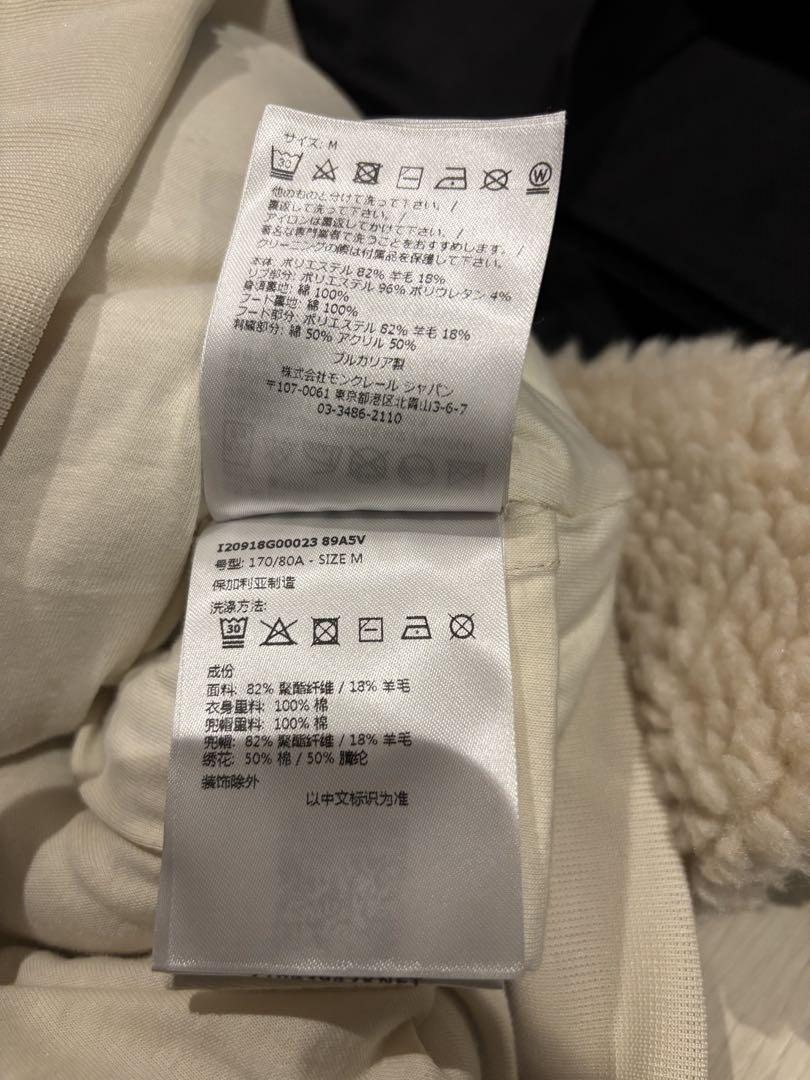 サイズ: M
30
W
他のものと分けて洗って下さい。/
裏返して洗って下さい。/
アイロンは裏返してかけて下さい。/
著名な専門業者で洗うことをおすすめします。/
クリーニングの際は付属品を保護して下さい。
本体: ポリエステル 82% 羊毛 18%
リブ部分: ポリエステル 96% ポリウレタン 4%
身頃裏地: 綿 100%
フード裏地: 綿 100%
フード部分: ポリエステル 82% 羊毛 18%
刺繍部分: 綿 50% アクリル 50%
ブルガリア製
株式会社モンクレール ジャパン
〒107-0061 東京都港区北青山3-6-7
03-3486-2110
I20918G00023 89A5V
号型: 170/80A - SIZE M
保加利亚制造
洗涤方法:
30
成份
面料: 82% 聚酯纤维 / 18% 羊毛
衣身里料: 100% 棉
兜帽里料: 100% 棉
兜帽: 82% 聚酯纤维 / 18% 羊毛
绣花: 50% 棉 / 50% 腈纶
装饰除外
以中文标识为准